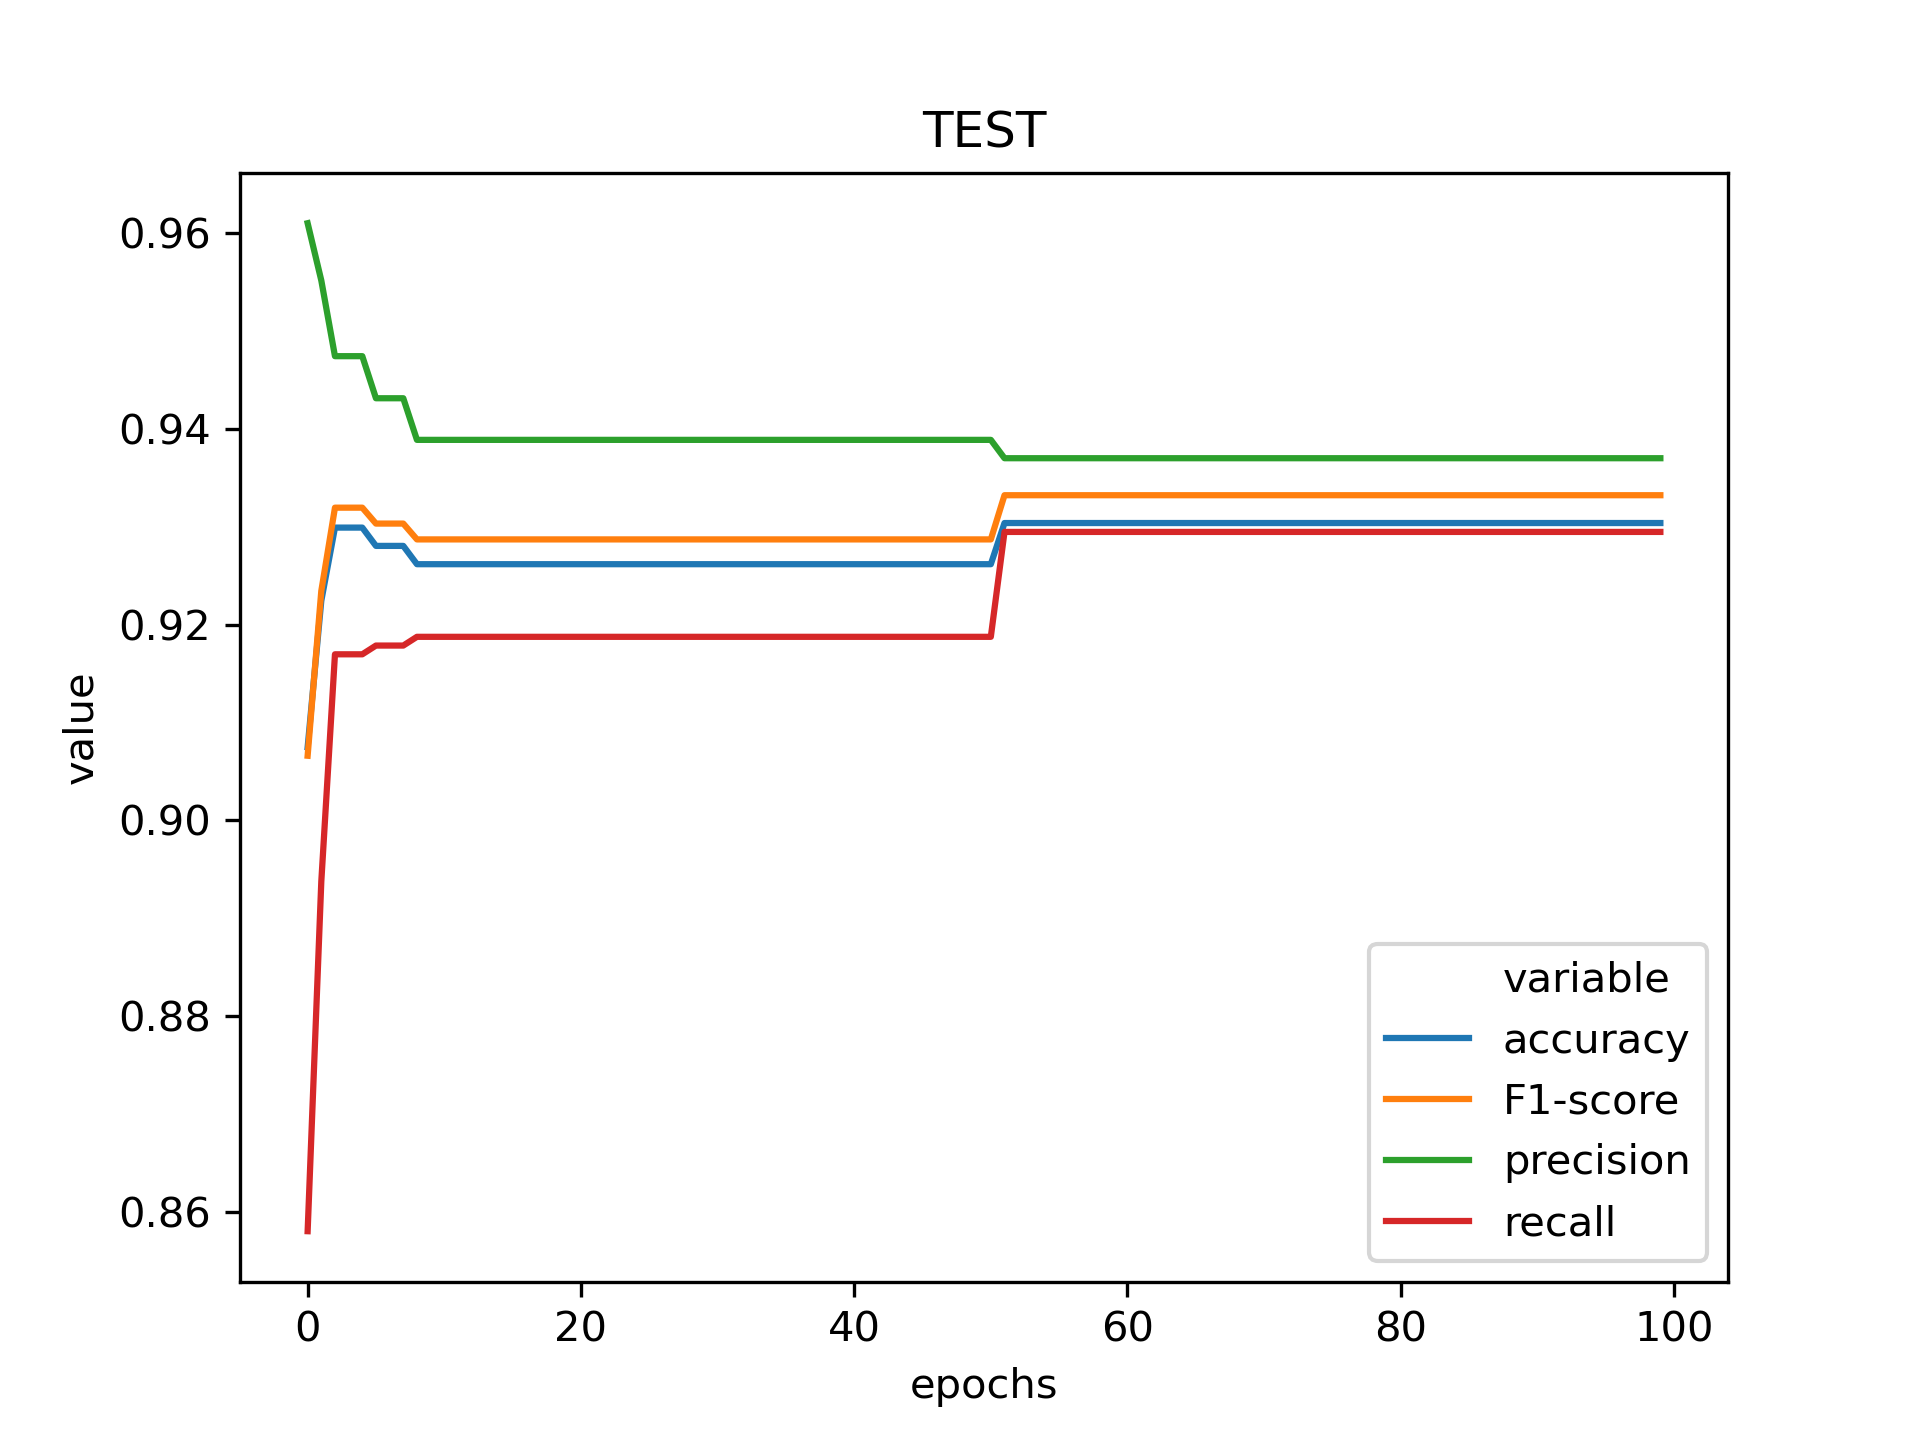 TEST
value
0.96
0.94
0.92
0.90
0.88
0.86
variable
accuracy
F1-score
precision
recall
0 20 40 60 80 100
epochs